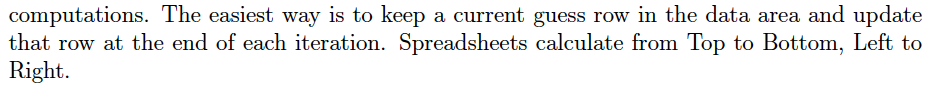 computations. The easiest way is to keep a current guess row in the data area and update
that row at the end of each iteration. Spreadsheets calculate from Top to Bottom, Left to
Right.